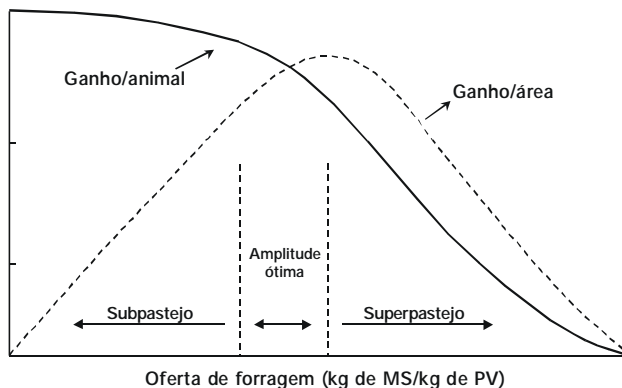 Ganho/animal
Ganho/área
Amplitude
ótima
Subpastejo
Superpastejo
Oferta de forragem (kg de MS/kg de PV)